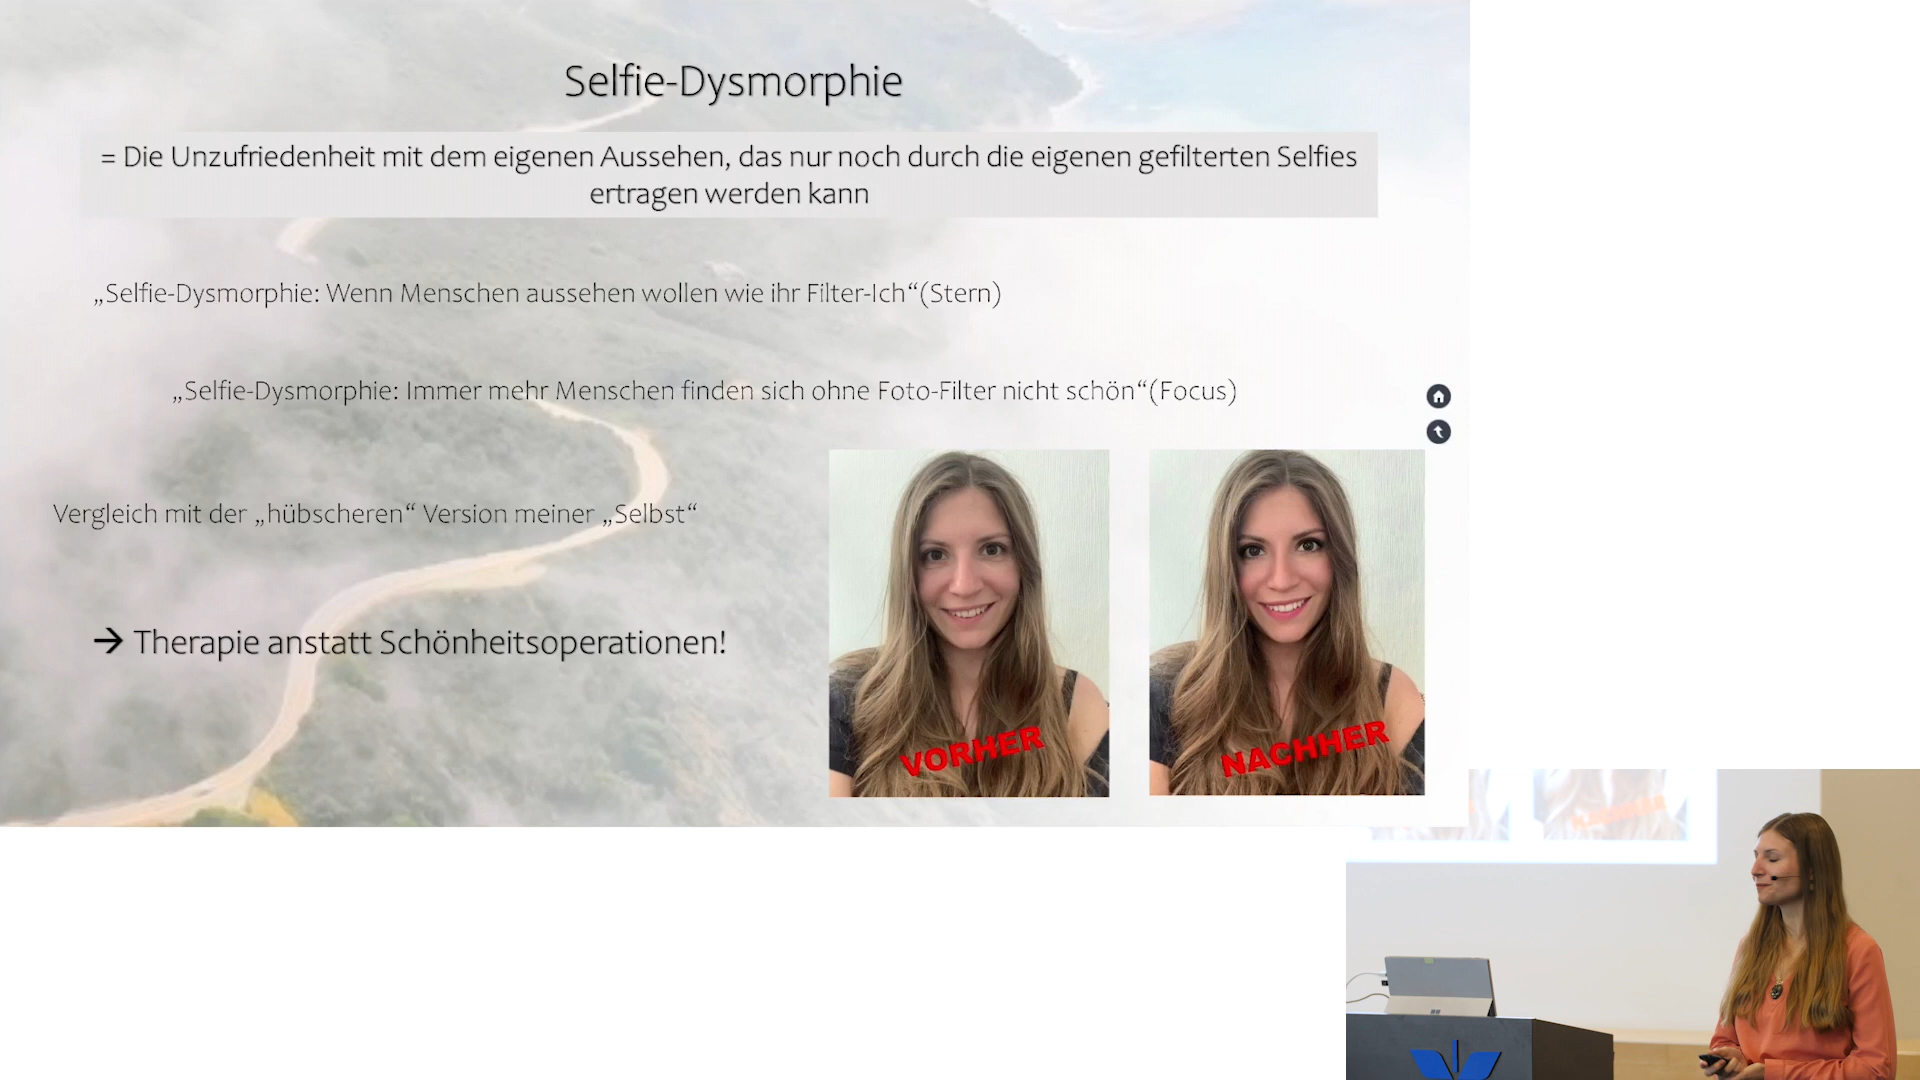 Selfie-Dysmorphie
= Die Unzufriedenheit mit dem eigenen Aussehen, das nur noch durch die eigenen gefilterten Selfies
ertragen werden kann
„Selfie-Dysmorphie: Wenn Menschen aussehen wollen wie ihr Filter-Ich“(Stern)
„Selfie-Dysmorphie: Immer mehr Menschen finden sich ohne Foto-Filter nicht schön“(Focus)
Vergleich mit der „hübscheren“ Version meiner „Selbst“
→ Therapie anstatt Schönheitsoperationen!
VORHER
NACHHER